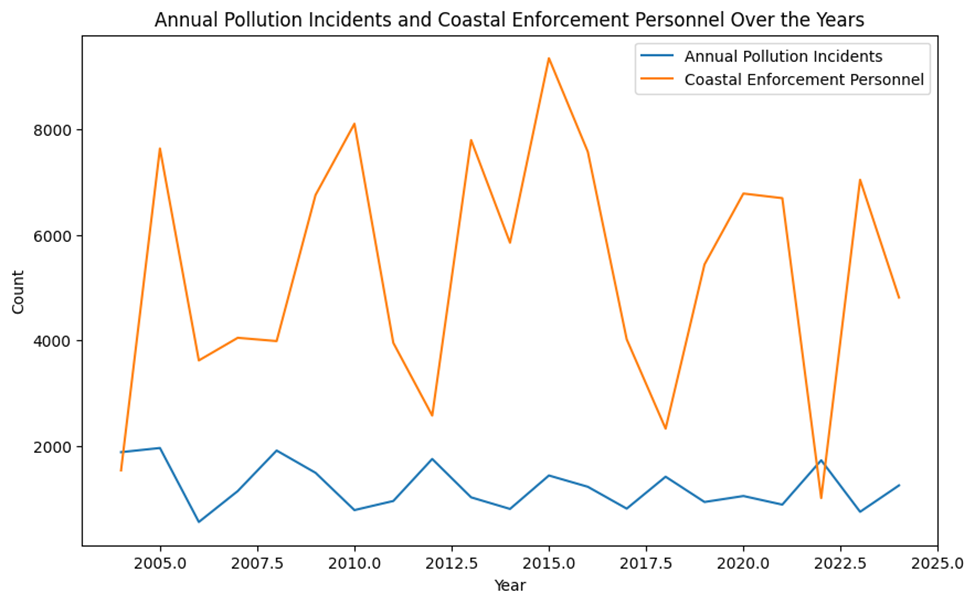 Annual Pollution Incidents and Coastal Enforcement Personnel Over the Years
Annual Pollution Incidents
Coastal Enforcement Personnel
8000
6000
4000
2000
Count
2005.0 2007.5 2010.0 2012.5 2015.0 2017.5 2020.0 2022.5 2025.0
Year